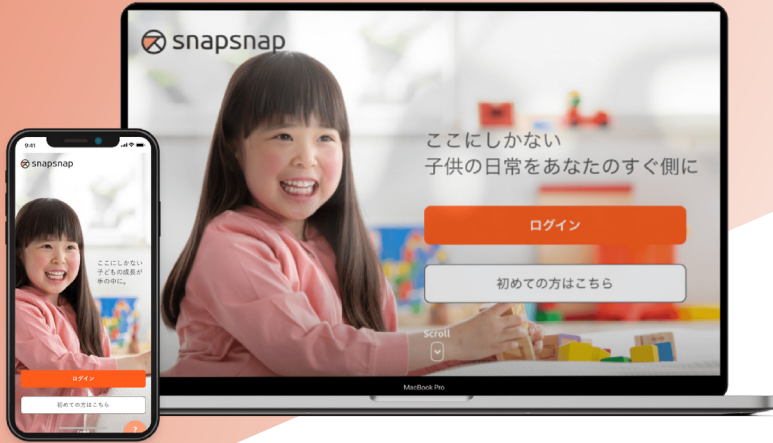 snapsnap
ここにしかない
子供の日常をあなたのすぐ側に
ログイン
初めての方はこちら
Scroll
MacBook Pro
9:41
snapsnap
ここにしかない
子どもの成長が
手の中に。
ログイン
初めての方はこちら
?